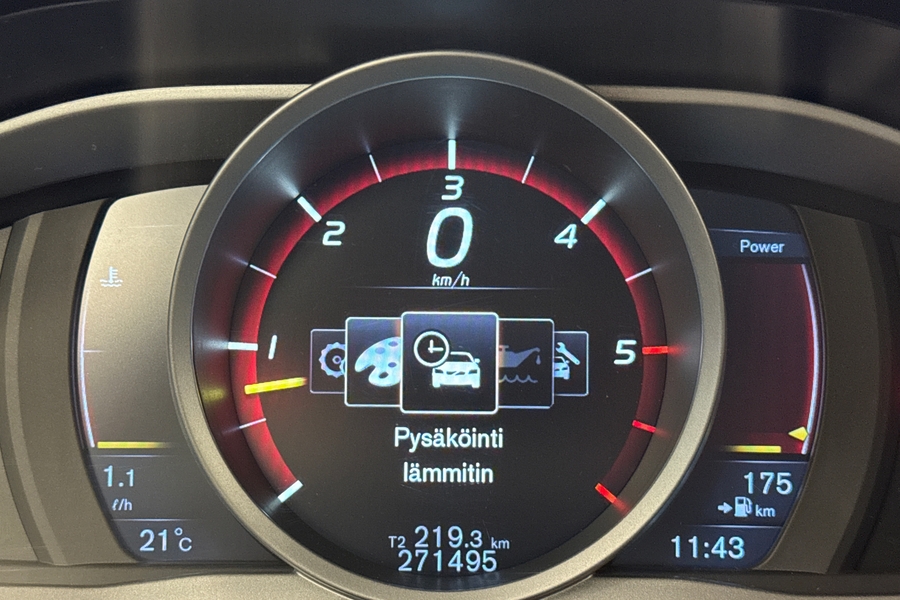 3
2
4
0
km/h
Power
1
5
Pysäköinti
lämmitin
1.1
ℓ/h
175
km
21°c
T2 219.3 km
271495
11:43